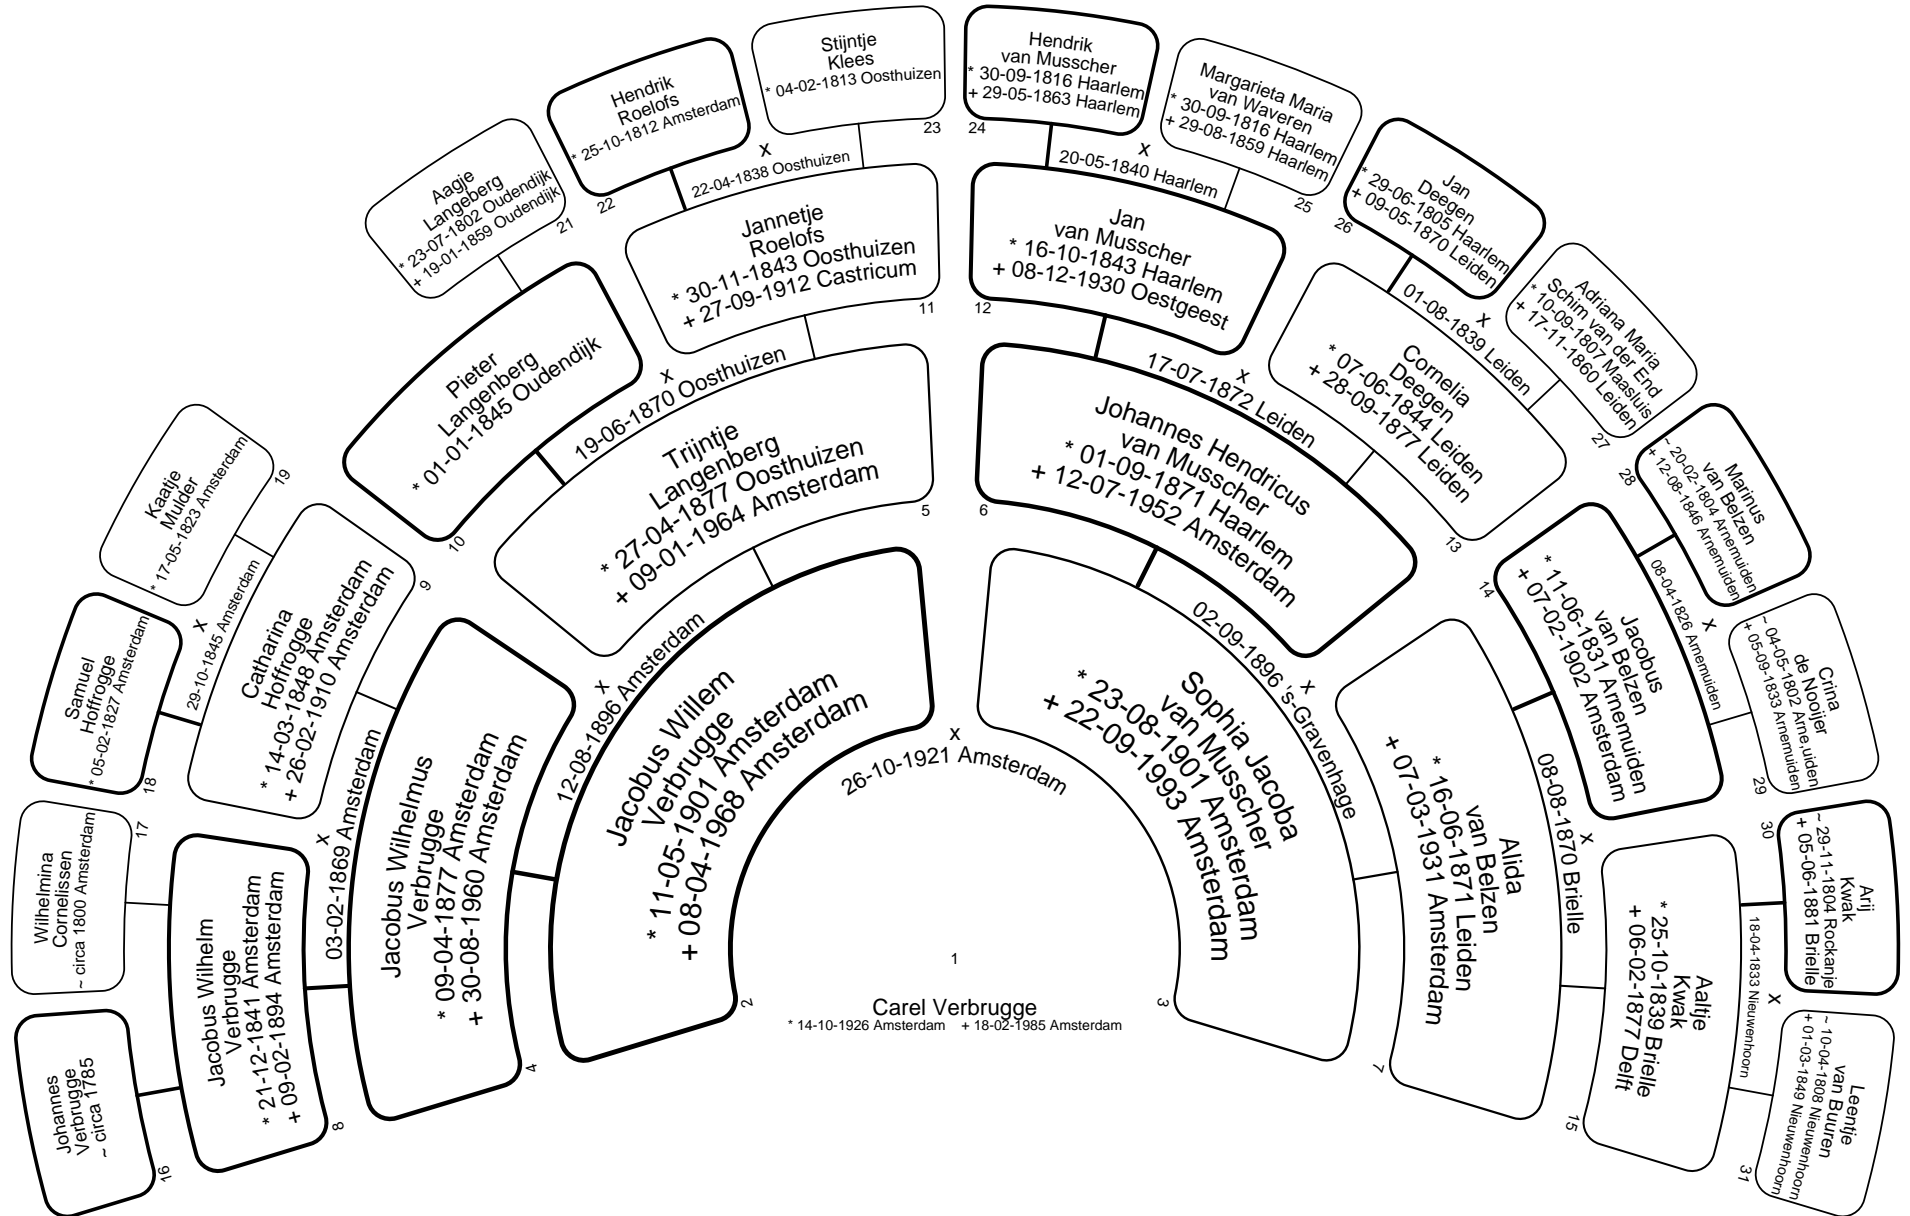 1
Carel Verbrugge
* 14-10-1926 Amsterdam + 18-02-1985 Amsterdam
2
Jacobus Willem
Verbrugge
* 11-05-1901 Amsterdam
+ 08-04-1968 Amsterdam
x
26-10-1921 Amsterdam
3
Sophia Jacoba
van Musscher
* 23-08-1901 Amsterdam
+ 22-09-1993 Amsterdam
4
Jacobus Wilhelmus
Verbrugge
* 09-04-1877 Amsterdam
+ 30-08-1960 Amsterdam
x
12-08-1896 Amsterdam
5
Trijntje
Langenberg
* 27-04-1877 Oosthuizen
+ 09-01-1964 Amsterdam
6
Johannes Hendricus
van Musscher
* 01-09-1871 Haarlem
+ 12-07-1952 Amsterdam
x
02-09-1896 's-Gravenhage
7
Alida
van Belzen
* 16-06-1871 Leiden
+ 07-03-1931 Amsterdam
8
Jacobus Wilhelm
Verbrugge
* 21-12-1841 Amsterdam
+ 09-02-1894 Amsterdam
x
03-02-1869 Amsterdam
9
Catharina
Hoffrogge
* 14-03-1848 Amsterdam
+ 26-02-1910 Amsterdam
10
Pieter
Langenberg
* 01-01-1845 Oudendijk
x
19-06-1870 Oosthuizen
11
Jannetje
Roelofs
* 30-11-1843 Oosthuizen
+ 27-09-1912 Castricum
12
Jan
van Musscher
* 16-10-1843 Haarlem
+ 08-12-1930 Oestgeest
x
17-07-1872 Leiden
13
Cornelia
Deegen
* 07-06-1844 Leiden
+ 28-09-1877 Leiden
14
Jacobus
van Belzen
* 11-06-1831 Arnemuiden
+ 07-02-1902 Amsterdam
x
08-08-1870 Brielle
15
Aaltje
Kwak
* 25-10-1839 Brielle
+ 06-02-1877 Delft
16
Johannes
Verbrugge
~ circa 1785
17
Wilhelmina
Cornelissen
~ circa 1800 Amsterdam
18
Samuel
Hoffrogge
* 05-02-1827 Amsterdam
x
29-10-1845 Amsterdam
19
Kaatje
Mulder
* 17-05-1823 Amsterdam
21
Aagje
Langeberg
* 23-07-1802 Oudendijk
+ 19-01-1859 Oudendijk
22
Hendrik
Roelofs
* 25-10-1812 Amsterdam
x
22-04-1838 Oosthuizen
23
Stijntje
Klees
* 04-02-1813 Oosthuizen
24
Hendrik
van Musscher
* 30-09-1816 Haarlem
+ 29-05-1863 Haarlem
x
20-05-1840 Haarlem
25
Margarieta Maria
van Waveren
* 30-09-1816 Haarlem
+ 29-08-1859 Haarlem
26
Jan
Deegen
* 29-06-1805 Haarlem
+ 09-05-1870 Leiden
x
01-08-1839 Leiden
27
Adriana Maria
Schim van der End
* 10-09-1807 Maasluis
+ 17-11-1860 Leiden
28
Marinus
van Belzen
~ 20-02-1804 Arnemuiden
+ 12-08-1846 Arnemuiden
x
08-04-1826 Arnemuiden
29
Crina
de Nooijer
~ 04-05-1802 Arne,uiden
+ 05-09-1833 Arnemuiden
30
Arij
Kwak
~ 29-11-1804 Rockanje
+ 05-06-1881 Brielle
x
18-04-1833 Nieuwenhoorn
31
Leentje
van Buuren
~ 10-04-1808 Nieuwenhoorn
+ 01-03-1849 Nieuwenhoorn